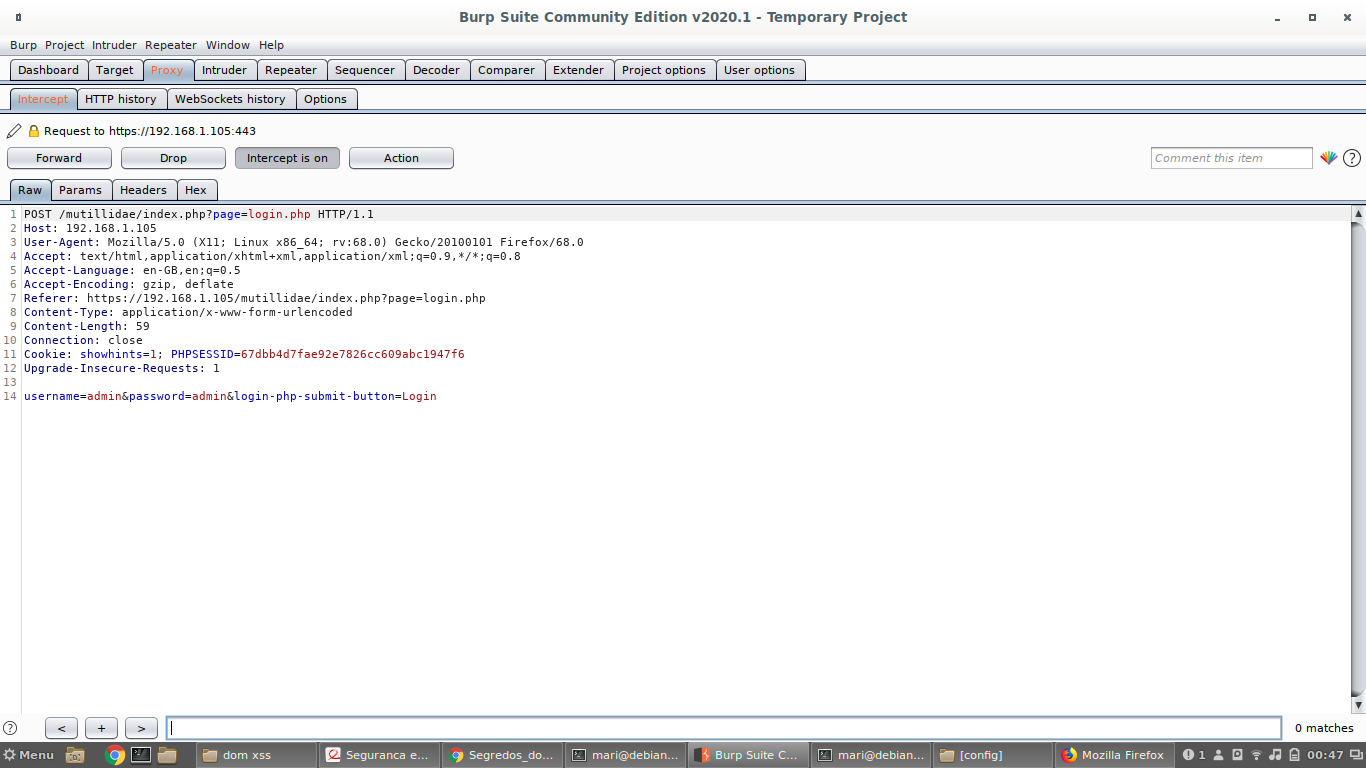 Burp Suite Community Edition v2020.1 - Temporary Project
Burp Project Intruder Repeater Window Help
Dashboard Target Proxy Intruder Repeater Sequencer Decoder Comparer Extender Project options User options
Intercept HTTP history WebSockets history Options
Request to https://192.168.1.105:443
Forward Drop Intercept is on Action Comment this item ?
Raw Params Headers Hex
1 POST /mutillidae/index.php?page=login.php HTTP/1.1
2 Host: 192.168.1.105
3 User-Agent: Mozilla/5.0 (X11; Linux x86_64; rv:68.0) Gecko/20100101 Firefox/68.0
4 Accept: text/html,application/xhtml+xml,application/xml;q=0.9,*/*;q=0.8
5 Accept-Language: en-GB,en;q=0.5
6 Accept-Encoding: gzip, deflate
7 Referer: https://192.168.1.105/mutillidae/index.php?page=login.php
8 Content-Type: application/x-www-form-urlencoded
9 Content-Length: 59
10 Connection: close
11 Cookie: showhints=1; PHPSESSID=67dbb4d7fae92e7826cc609abc1947f6
12 Upgrade-Insecure-Requests: 1
13
14 username=admin&password=admin&login-php-submit-button=Login
? < + > 0 matches
Menu dom xss Seguranca e... Segredos_do... mari@debian... Burp Suite C... mari@debian... [config] Mozilla Firefox 1 00:47